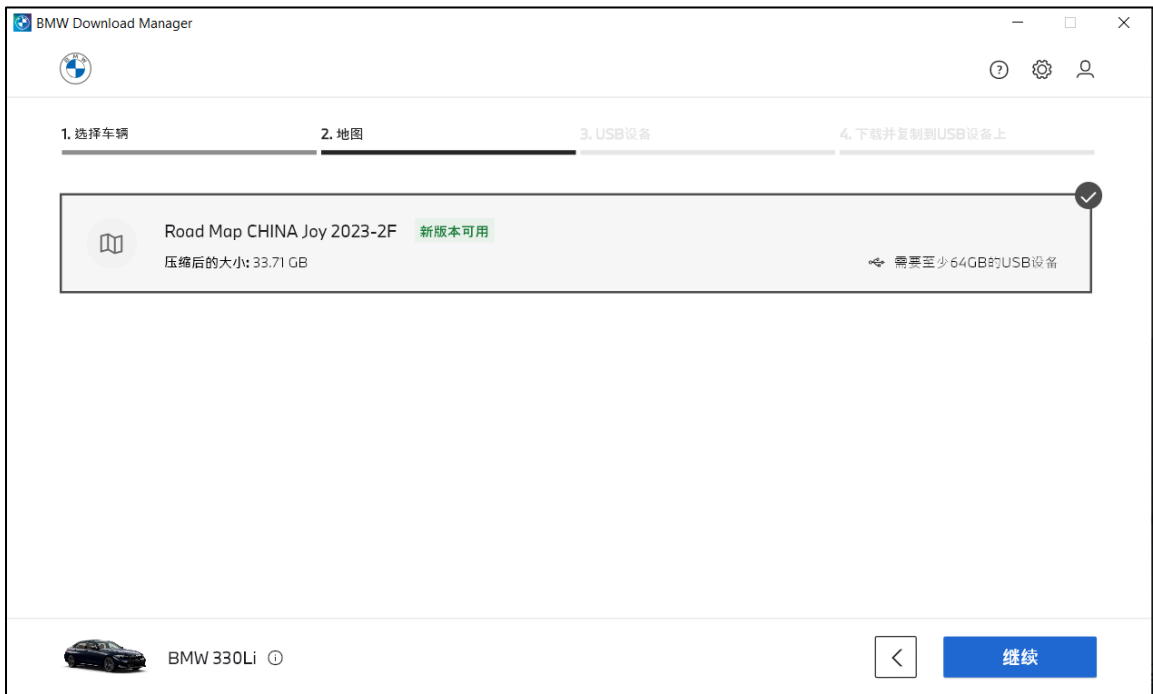 BMW Download Manager
1. 选择车辆
2. 地图
3. USB设备
4. 下载并复制到USB设备上
Road Map CHINA Joy 2023-2F 新版本可用
压缩后的大小: 33.71 GB
需要至少64GB的USB设备
BMW 330Li
继续